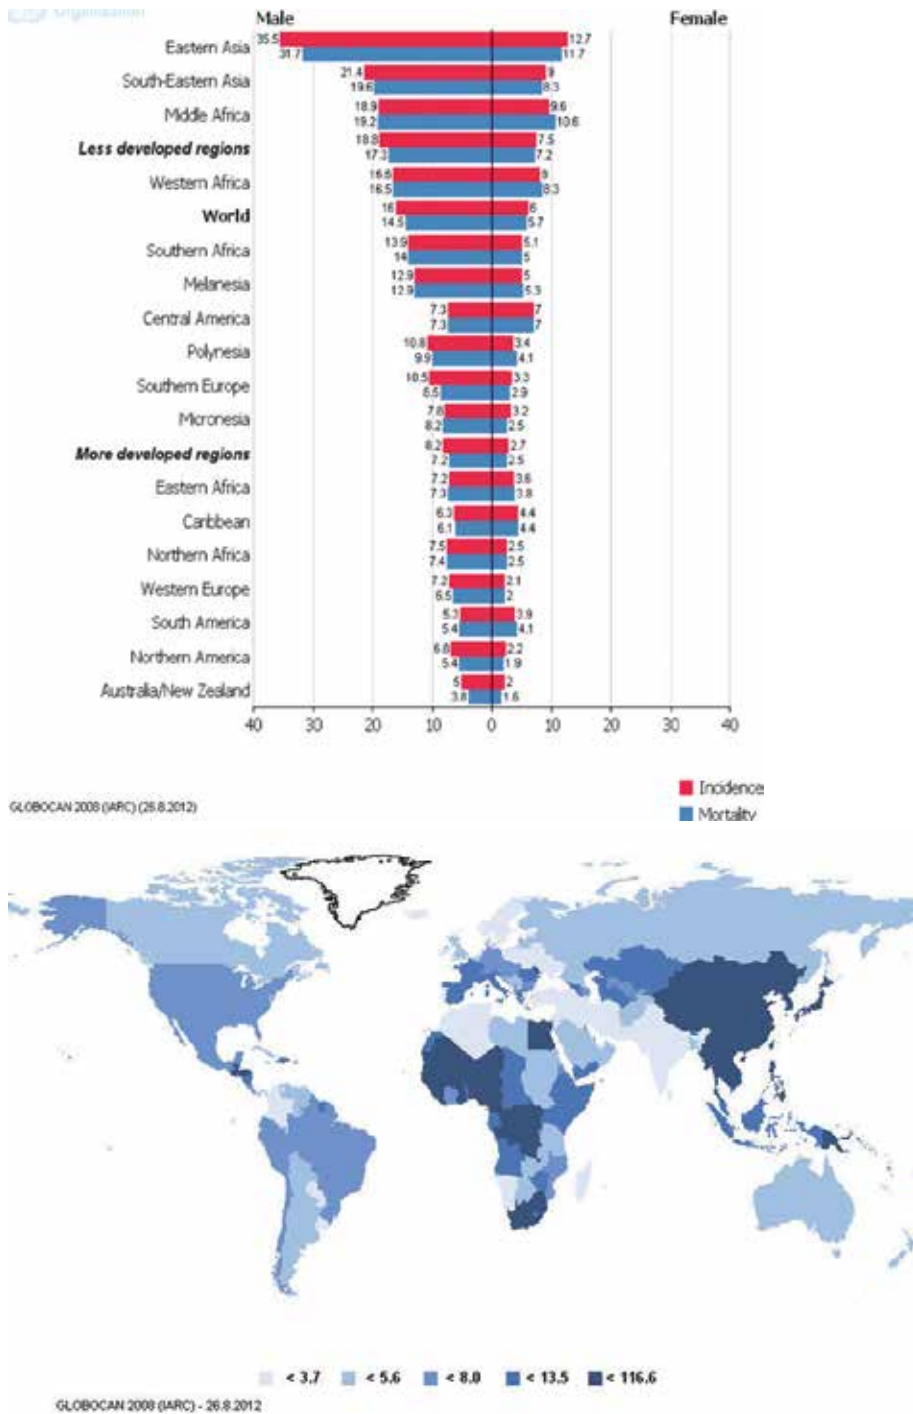 Male Female
35.5 12.7
Eastern Asia
31.7 11.7
21.4 9
South-Eastern Asia
19.6 8.3
18.9 9.6
Middle Africa
19.2 10.6
18.8 7.5
Less developed regions
17.3 7.2
16.6 8
Western Africa
16.5 8.3
16 6
World
14.5 5.7
13.9 5.1
Southern Africa
14 5
12.9 5
Melanesia
12.9 5.3
7.3 7
Central America
7.3 7
10.8 3.4
Polynesia
9.9 4.1
10.5 3.3
Southern Europe
8.5 2.9
7.8 3.2
Micronesia
8.2 2.5
8.2 2.7
More developed regions
7.2 2.5
7.2 3.6
Eastern Africa
7.3 3.8
6.3 4.4
Caribbean
6.1 4.4
7.5 2.5
Northern Africa
7.4 2.5
7.2 2.1
Western Europe
6.5 2
5.3 3.9
South America
5.4 4.1
6.8 2.2
Northern America
5.4 1.9
5 2
Australia/New Zealand
3.8 1.6
40 30 20 10 0 10 20 30 40
Incidence
GLOBOCAN 2008 (IARC) (26.8.2012)
Mortality
< 3.7 < 5.6 < 8.0 < 13.5 < 116.6
GLOBOCAN 2008 (IARC) - 26.8.2012